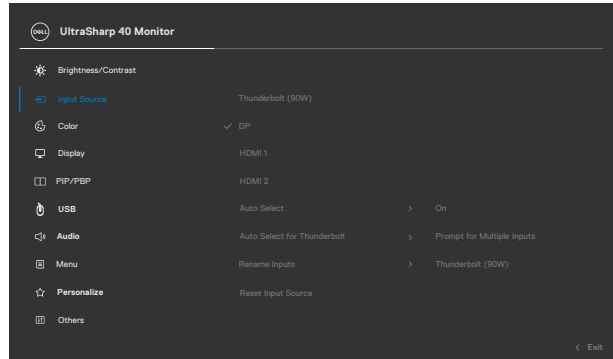 DELL UltraSharp 40 Monitor
Brightness/Contrast
Input Source Thunderbolt (90W)
Color DP
Display HDMI 1
PIP/PBP HDMI 2
USB Auto Select On
Audio Auto Select for Thunderbolt Prompt for Multiple Inputs
Menu Rename Inputs Thunderbolt (90W)
Personalize Reset Input Source
Others
Exit